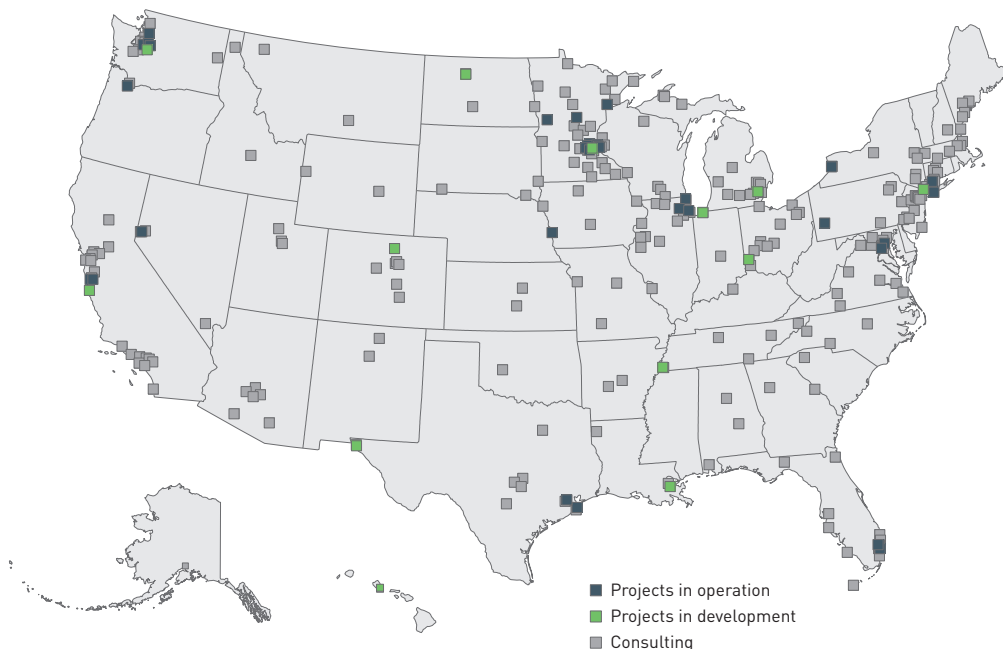 Projects in operation
Projects in development
Consulting